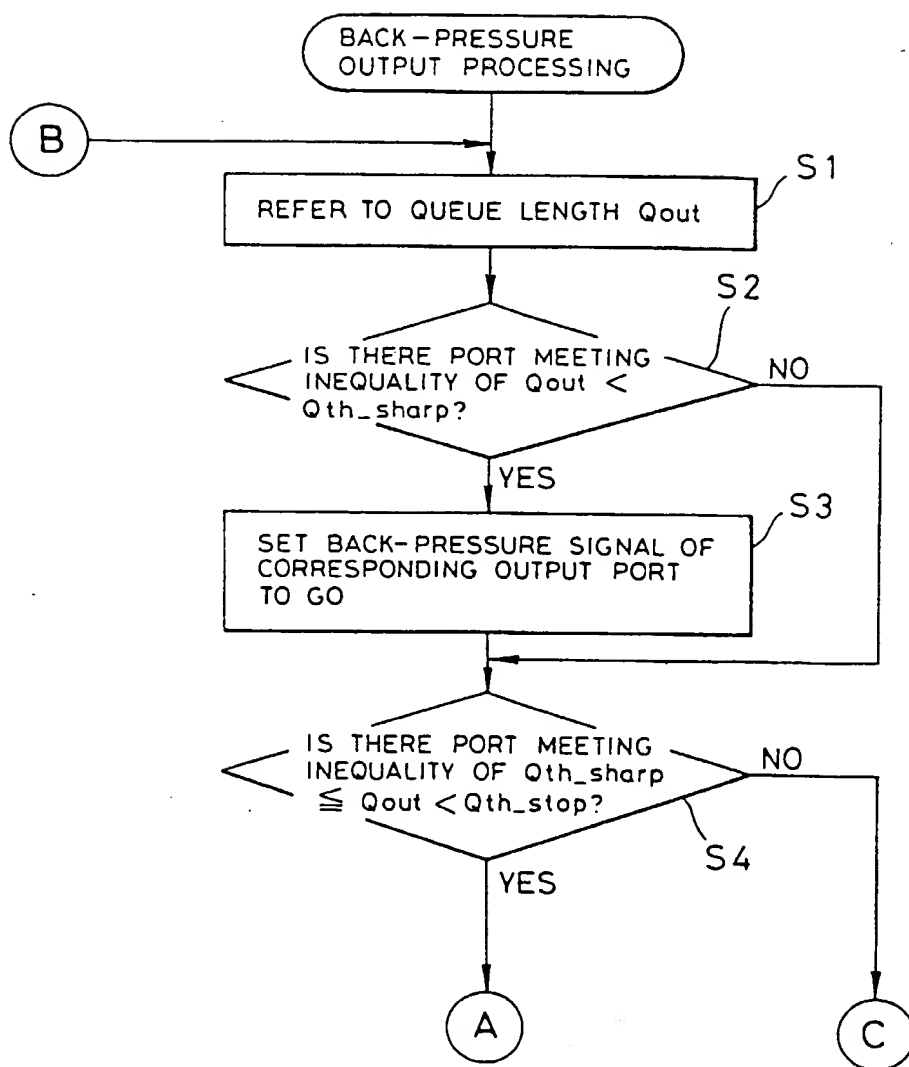 BACK-PRESSURE
OUTPUT PROCESSING
B
S1
REFER TO QUEUE LENGTH Qout
S2
IS THERE PORT MEETING
INEQUALITY OF Qout <
Qth_sharp?
NO
YES
S3
SET BACK-PRESSURE SIGNAL OF
CORRESPONDING OUTPUT PORT
TO GO
IS THERE PORT MEETING
INEQUALITY OF Qth_sharp
≦ Qout < Qth_stop?
NO
S4
YES
A
C